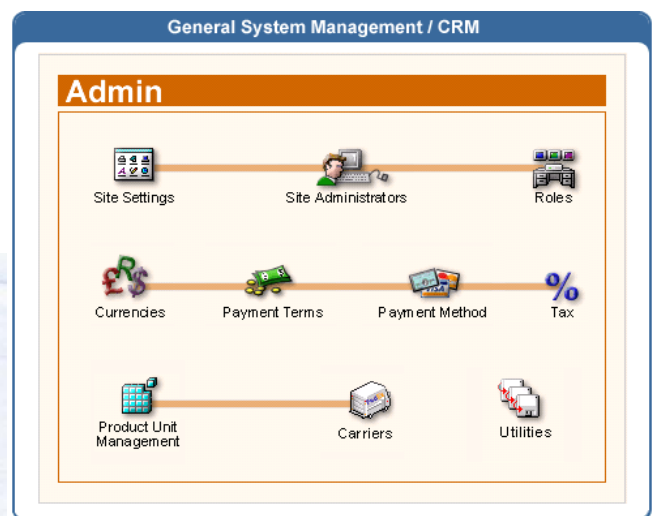 General System Management / CRM
Admin
Site Settings
Site Administrators
Roles
Currencies
Payment Terms
Payment Method
Tax
Product Unit
Management
Carriers
Utilities